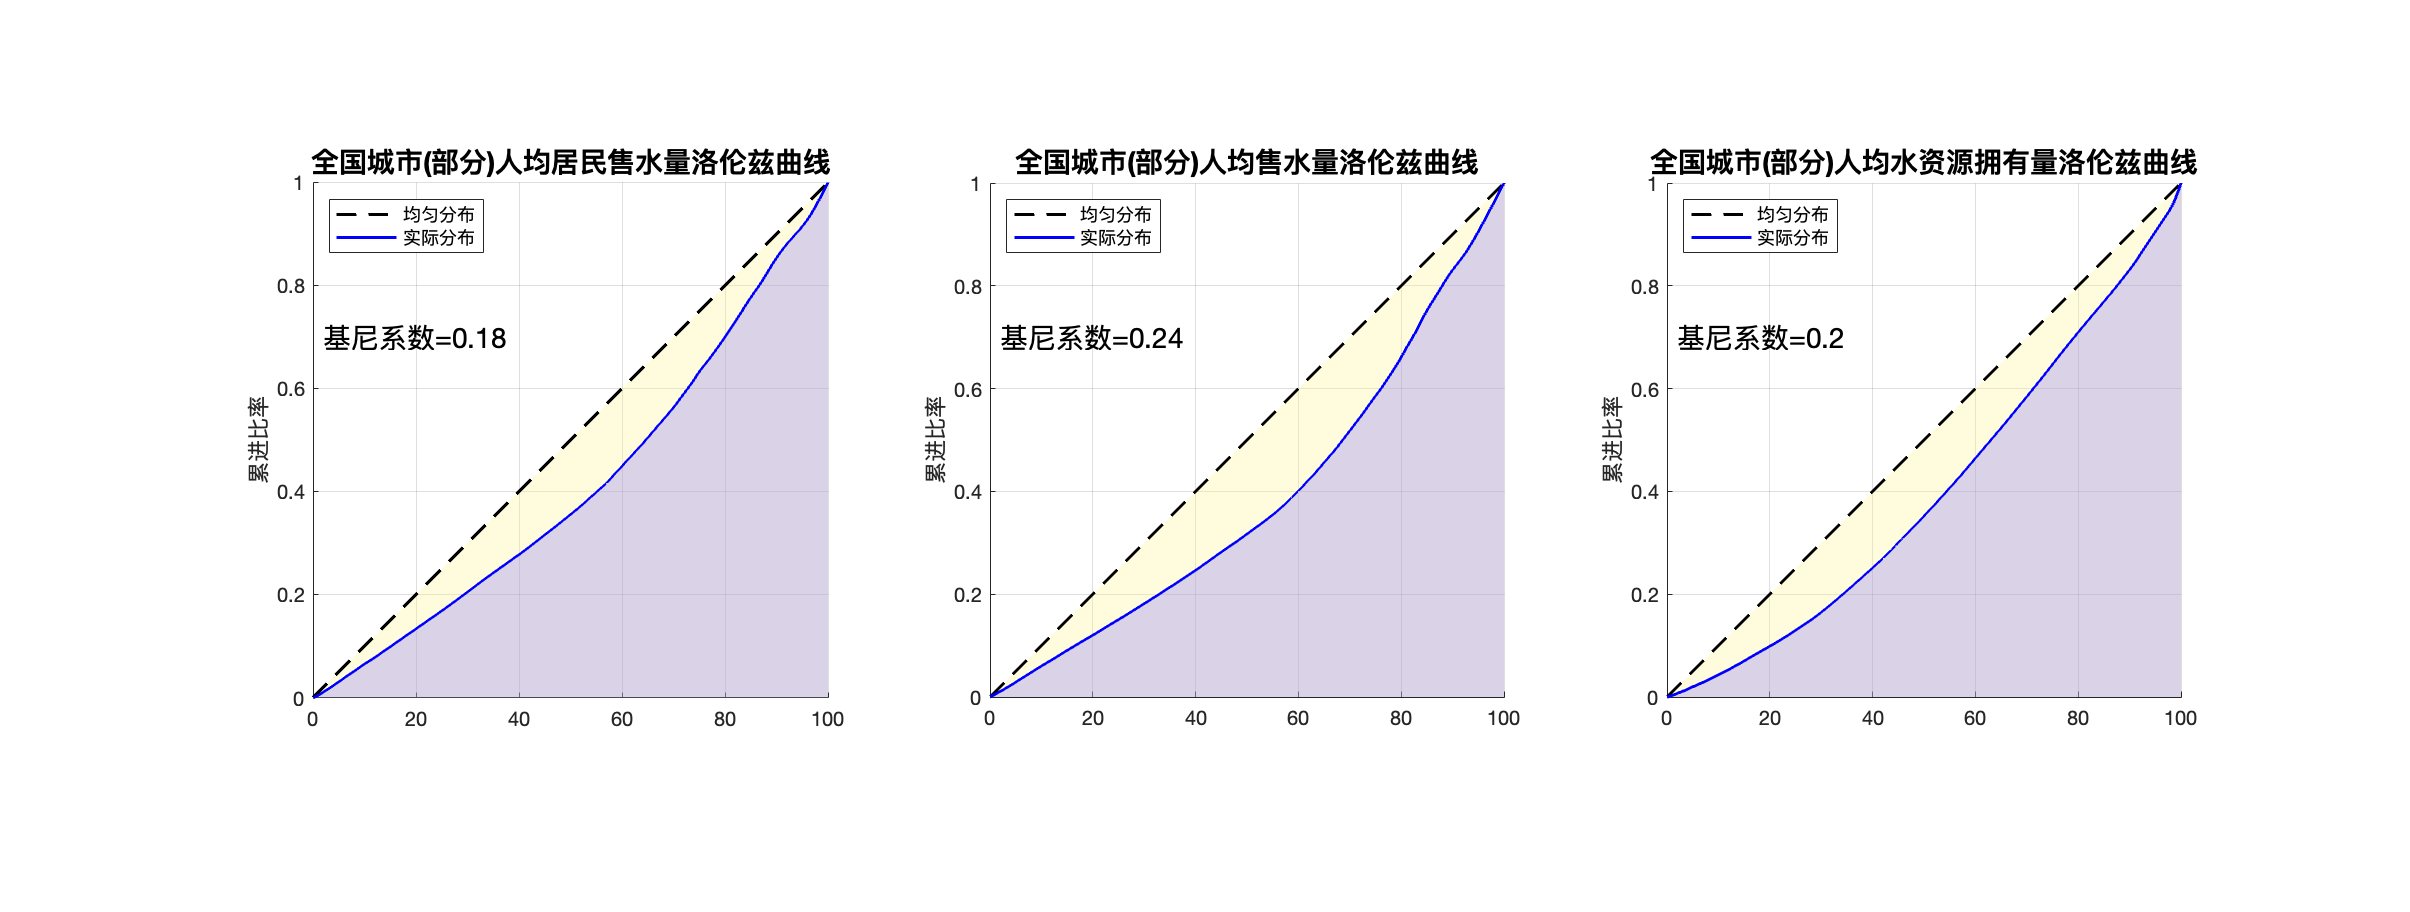 全国城市(部分)人均居民售水量洛伦兹曲线
1
均匀分布
实际分布
0.8
基尼系数=0.18
0.6
累进比率
0.4
0.2
0
0 20 40 60 80 100
全国城市(部分)人均售水量洛伦兹曲线
1
均匀分布
实际分布
0.8
基尼系数=0.24
0.6
累进比率
0.4
0.2
0
0 20 40 60 80 100
全国城市(部分)人均水资源拥有量洛伦兹曲线
1
均匀分布
实际分布
0.8
基尼系数=0.2
0.6
累进比率
0.4
0.2
0
0 20 40 60 80 100